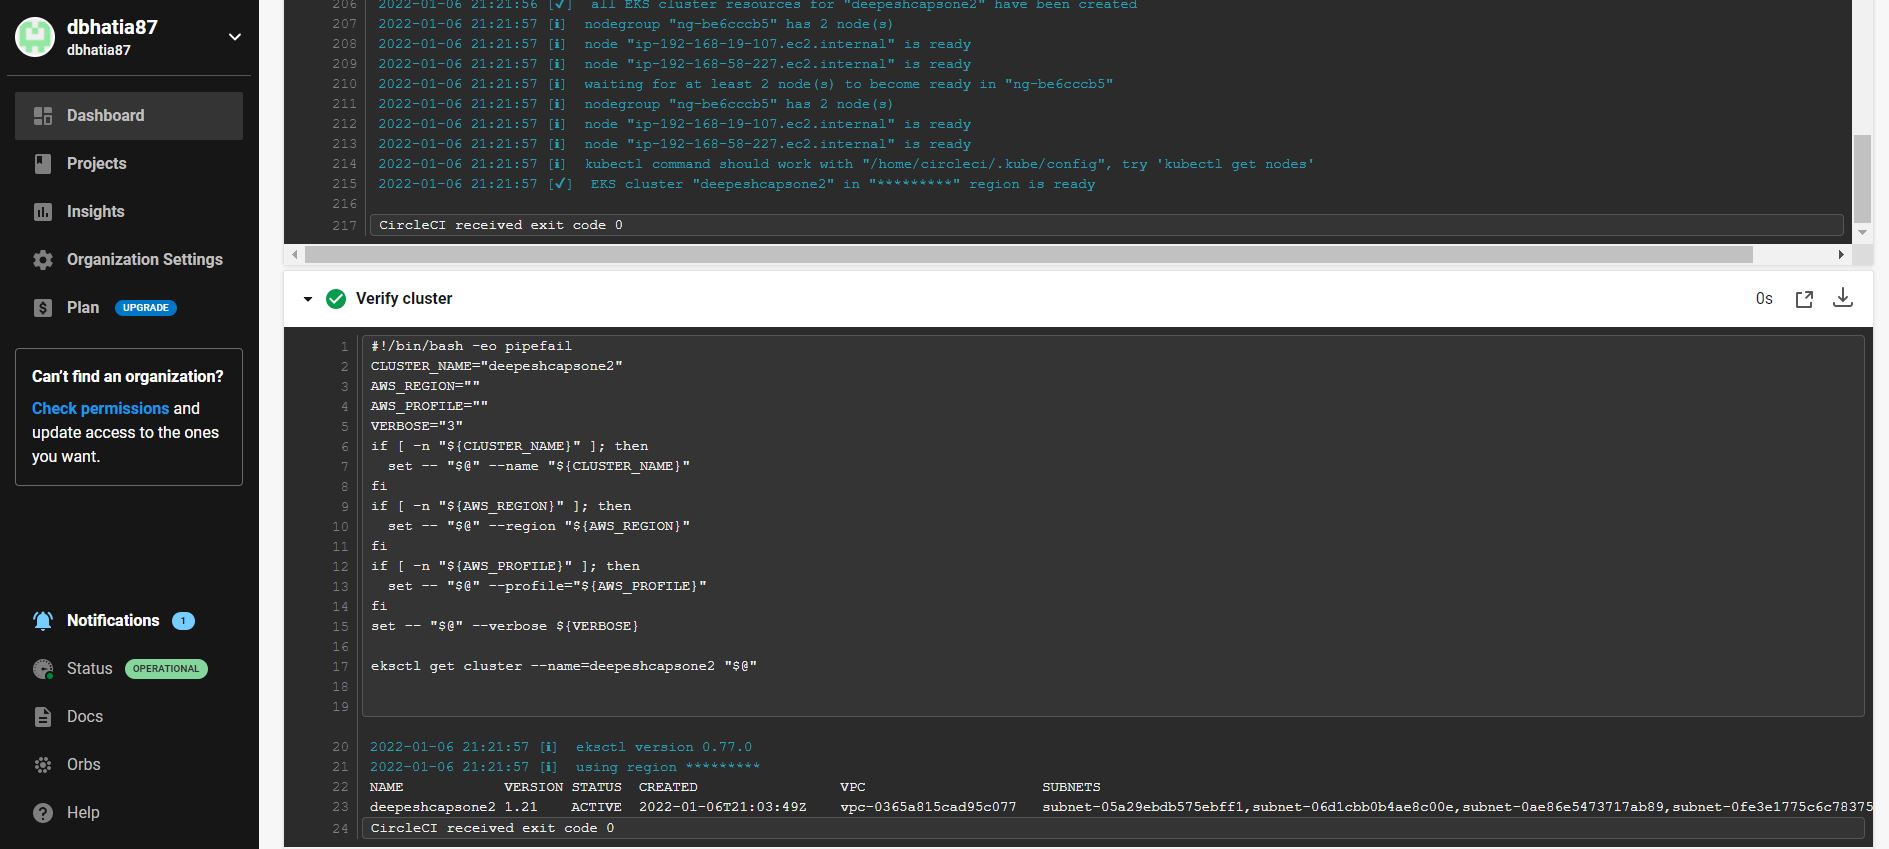 dbhatia87
dbhatia87
Dashboard
Projects
Insights
Organization Settings
Plan UPGRADE
Can't find an organization?
Check permissions and
update access to the ones
you want.
Notifications 1
Status OPERATIONAL
Docs
Orbs
Help
206 2022-01-06 21:21:56 [✔] all EKS cluster resources for "deepeshcapsone2" have been created
207 2022-01-06 21:21:57 [ℹ] nodegroup "ng-be6cccb5" has 2 node(s)
208 2022-01-06 21:21:57 [ℹ] node "ip-192-168-19-107.ec2.internal" is ready
209 2022-01-06 21:21:57 [ℹ] node "ip-192-168-58-227.ec2.internal" is ready
210 2022-01-06 21:21:57 [ℹ] waiting for at least 2 node(s) to become ready in "ng-be6cccb5"
211 2022-01-06 21:21:57 [ℹ] nodegroup "ng-be6cccb5" has 2 node(s)
212 2022-01-06 21:21:57 [ℹ] node "ip-192-168-19-107.ec2.internal" is ready
213 2022-01-06 21:21:57 [ℹ] node "ip-192-168-58-227.ec2.internal" is ready
214 2022-01-06 21:21:57 [ℹ] kubectl command should work with "/home/circleci/.kube/config", try 'kubectl get nodes'
215 2022-01-06 21:21:57 [✔] EKS cluster "deepeshcapsone2" in "*********" region is ready
216
217 CircleCI received exit code 0
Verify cluster 0s
1 #!/bin/bash -eo pipefail
2 CLUSTER_NAME="deepeshcapsone2"
3 AWS_REGION=""
4 AWS_PROFILE=""
5 VERBOSE="3"
6 if [ -n "${CLUSTER_NAME}" ]; then
7 set -- "$@" --name "${CLUSTER_NAME}"
8 fi
9 if [ -n "${AWS_REGION}" ]; then
10 set -- "$@" --region "${AWS_REGION}"
11 fi
12 if [ -n "${AWS_PROFILE}" ]; then
13 set -- "$@" --profile="${AWS_PROFILE}"
14 fi
15 set -- "$@" --verbose ${VERBOSE}
16
17 eksctl get cluster --name=deepeshcapsone2 "$@"
18
19
20 2022-01-06 21:21:57 [ℹ] eksctl version 0.77.0
21 2022-01-06 21:21:57 [ℹ] using region *********
22 NAME VERSION STATUS CREATED VPC SUBNETS
23 deepeshcapsone2 1.21 ACTIVE 2022-01-06T21:03:49Z vpc-0365a815cad95c077 subnet-05a29ebdb575ebff1,subnet-06d1cbb0b4ae8c00e,subnet-0ae86e5473717ab89,subnet-0fe3e1775c6c78375
24 CircleCI received exit code 0